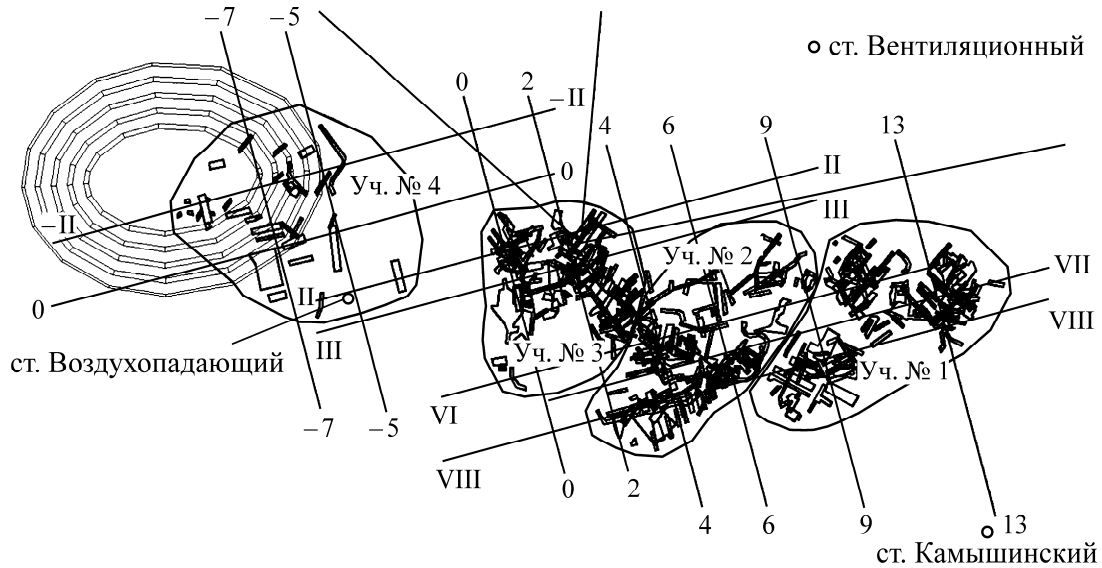 –7
–5
ст. Вентиляционный
0
2
–II
4
6
9
13
0
II
Уч. № 4
III
–II
Уч. № 2
VII
0
II
VIII
III
ст. Воздухопадающий
Уч. № 3
Уч. № 1
VI
–7
–5
VIII
0
2
4
6
9
13
ст. Камышинский